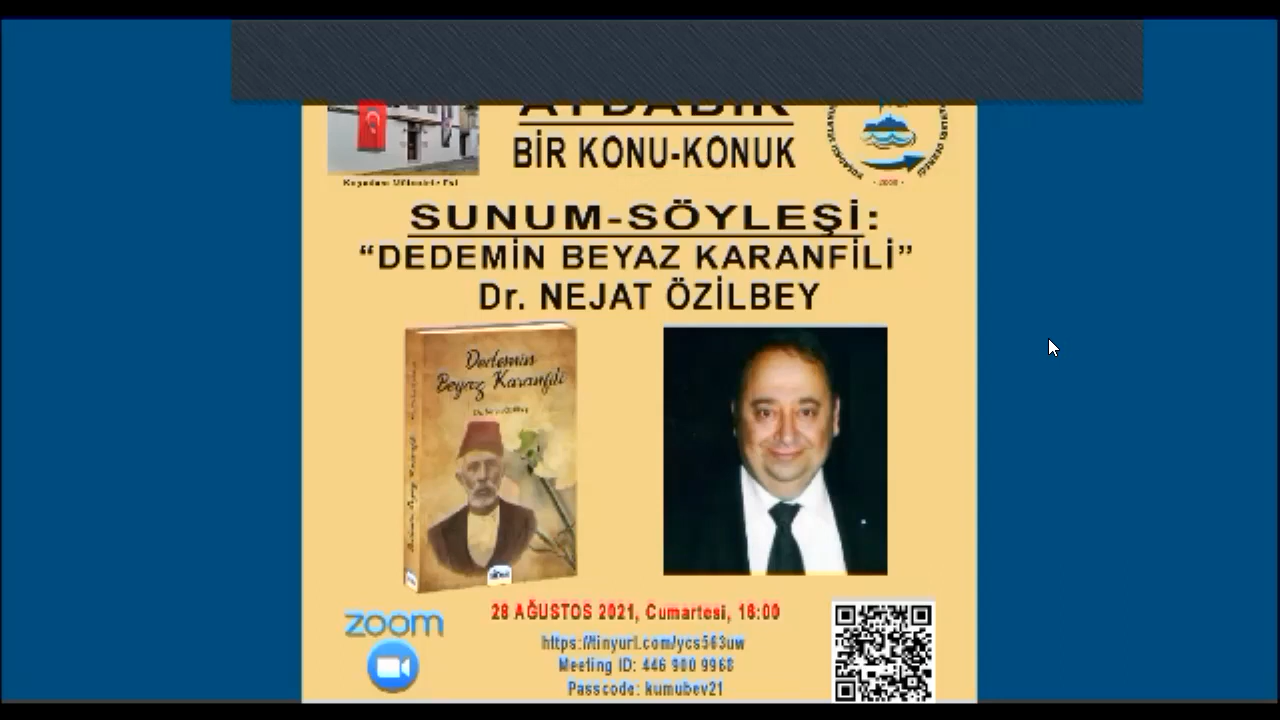 BİR KONU-KONUK
SUNUM-SÖYLEŞİ:
“DEDEMİN BEYAZ KARANFİLİ”
Dr. NEJAT ÖZİLBEY
Dedemin
Beyaz Karanfili
zoom
28 AĞUSTOS 2021, Cumartesi, 18:00
https://tinyurl.com/ycs563uw
Meeting ID: 446 900 9968
Passcode: kumubev21